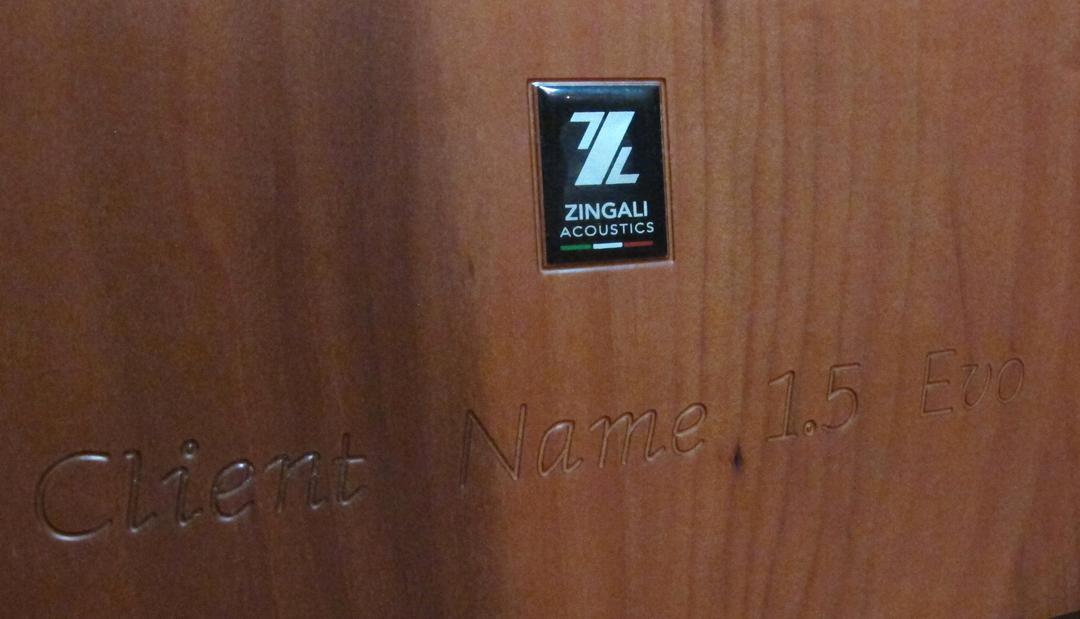 ZINGALI
ACOUSTICS
Client Name 1.5 Evo